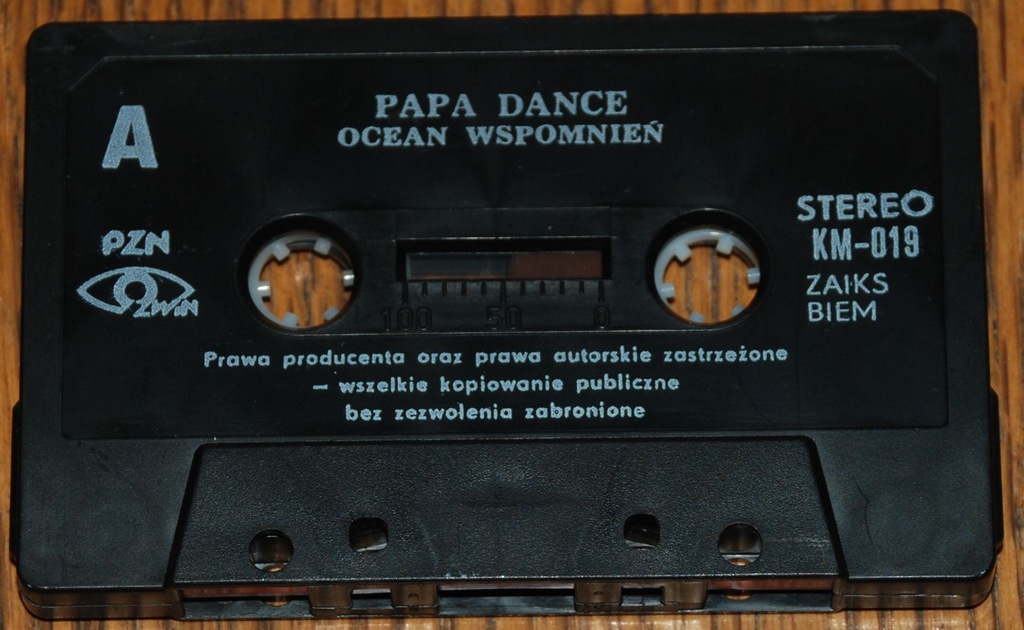 PAPA DANCE
OCEAN WSPOMNIEŃ
A
STEREO
KM-019
ZAIKS
BIEM
PZN
ZWiN
100 50 0
Prawa producenta oraz prawa autorskie zastrzeżone
– wszelkie kopiowanie publiczne
bez zezwolenia zabronione